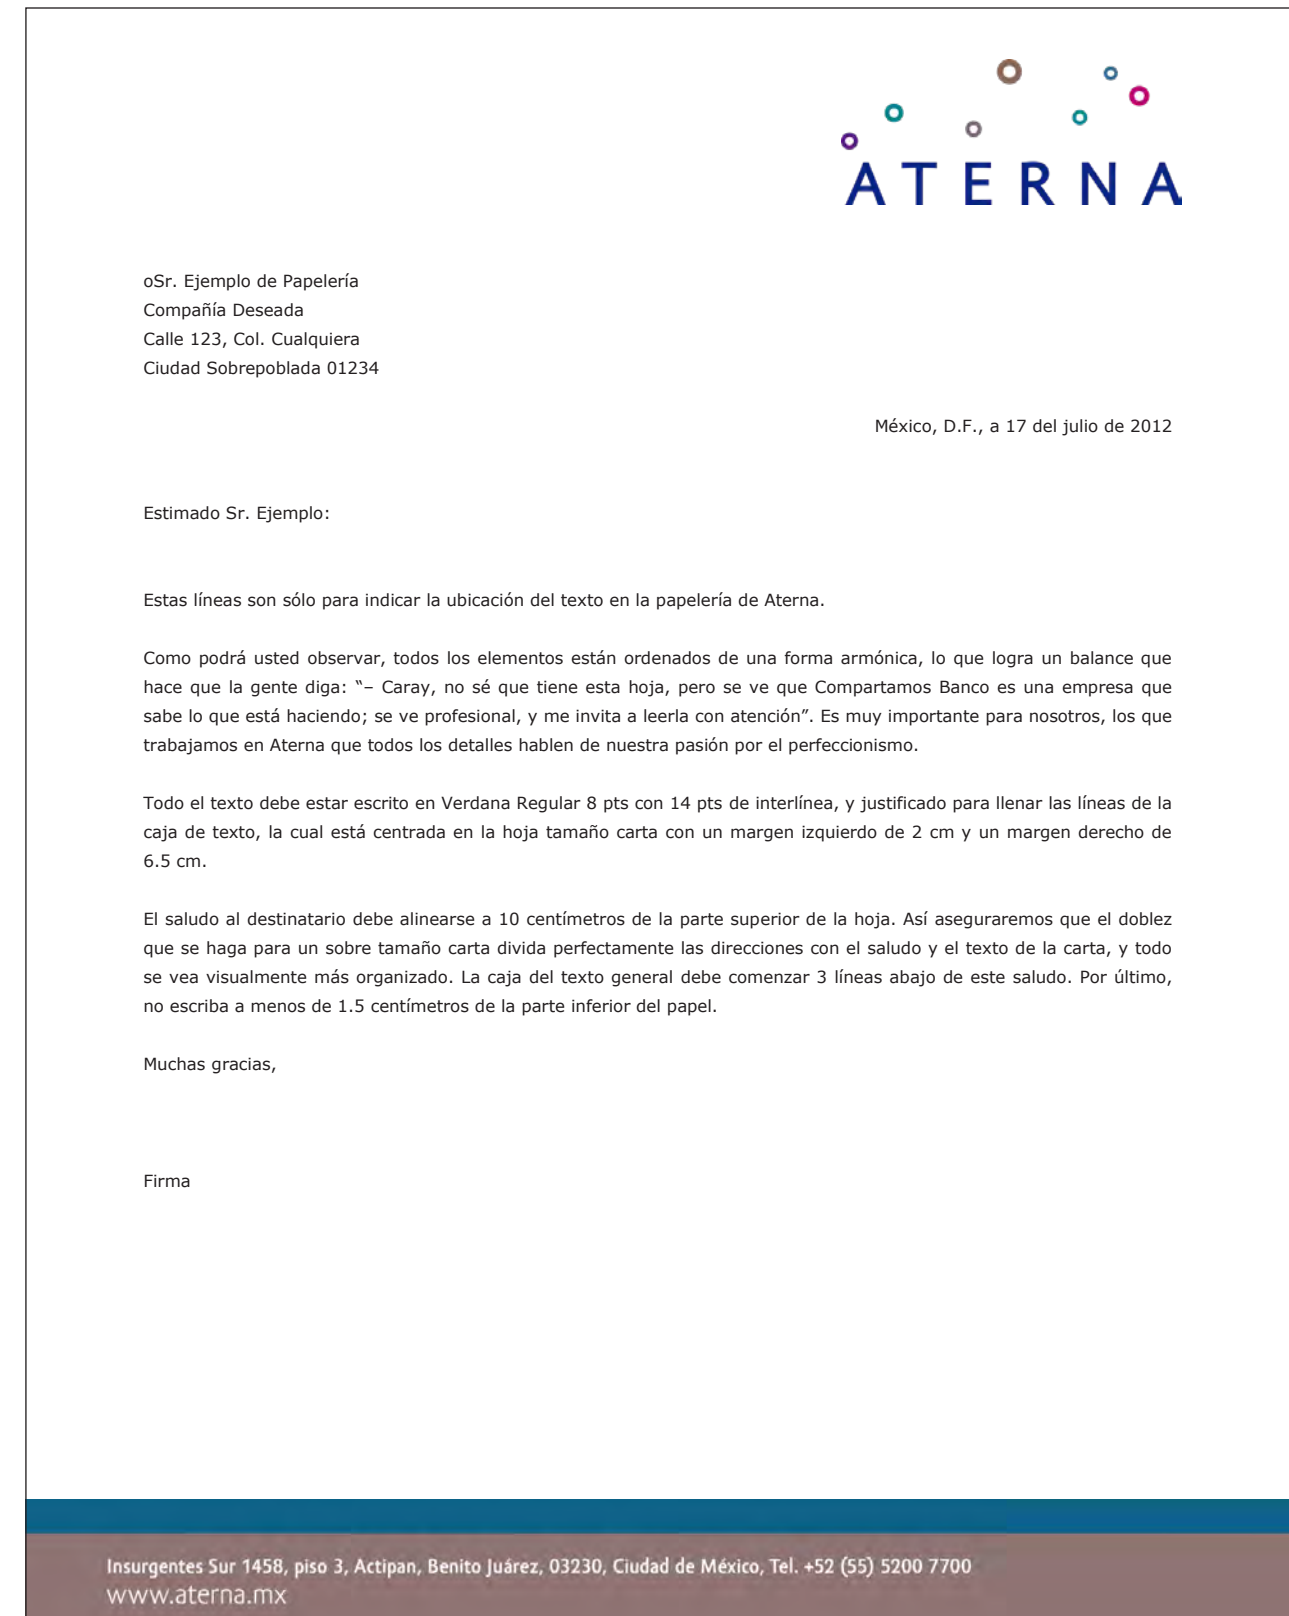 ATERNA
oSr. Ejemplo de Papelería
Compañía Deseada
Calle 123, Col. Cualquiera
Ciudad Sobrepoblada 01234
México, D.F., a 17 del julio de 2012
Estimado Sr. Ejemplo:
Estas líneas son sólo para indicar la ubicación del texto en la papelería de Aterna.
Como podrá usted observar, todos los elementos están ordenados de una forma armónica, lo que logra un balance que
hace que la gente diga: “– Caray, no sé que tiene esta hoja, pero se ve que Compartamos Banco es una empresa que
sabe lo que está haciendo; se ve profesional, y me invita a leerla con atención”. Es muy importante para nosotros, los que
trabajamos en Aterna que todos los detalles hablen de nuestra pasión por el perfeccionismo.
Todo el texto debe estar escrito en Verdana Regular 8 pts con 14 pts de interlínea, y justificado para llenar las líneas de la
caja de texto, la cual está centrada en la hoja tamaño carta con un margen izquierdo de 2 cm y un margen derecho de
6.5 cm.
El saludo al destinatario debe alinearse a 10 centímetros de la parte superior de la hoja. Así aseguraremos que el doblez
que se haga para un sobre tamaño carta divida perfectamente las direcciones con el saludo y el texto de la carta, y todo
se vea visualmente más organizado. La caja del texto general debe comenzar 3 líneas abajo de este saludo. Por último,
no escriba a menos de 1.5 centímetros de la parte inferior del papel.
Muchas gracias,
Firma
Insurgentes Sur 1458, piso 3, Actipan, Benito Juárez, 03230, Ciudad de México, Tel. +52 (55) 5200 7700
www.aterna.mx